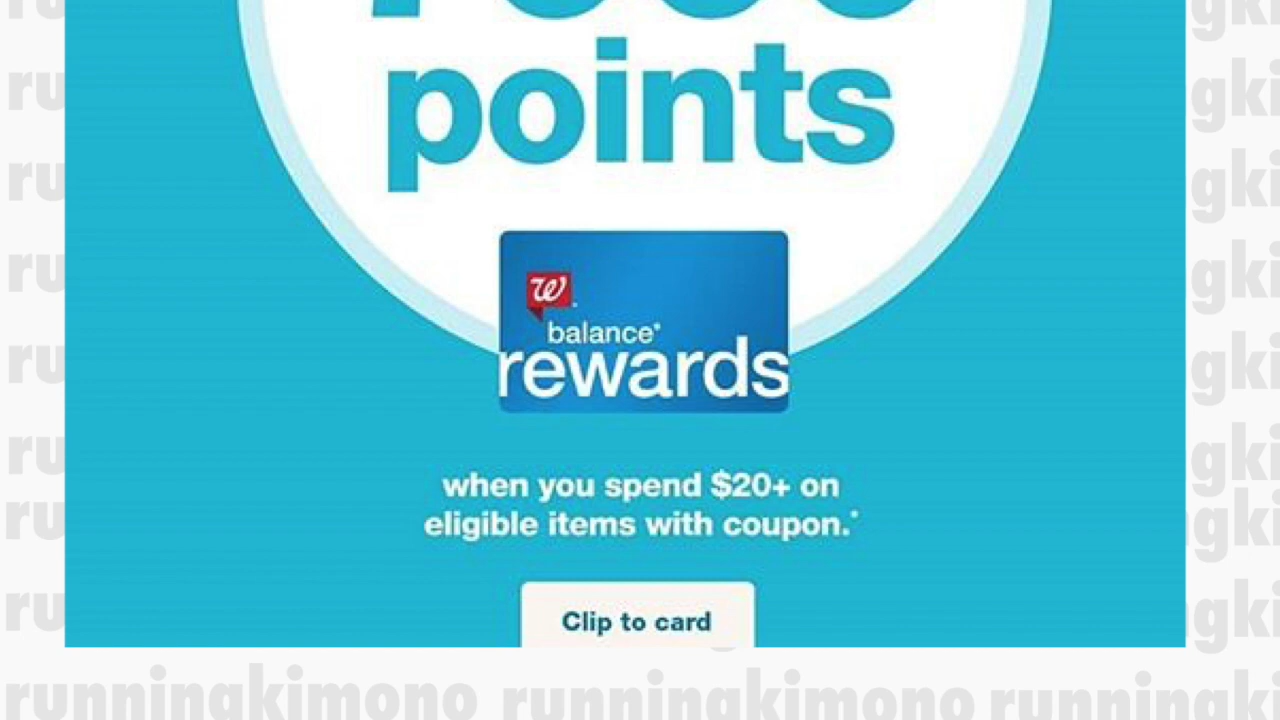 points
W
balance®
rewards
when you spend $20+ on
eligible items with coupon.*
Clip to card
runningkimono runningkimono runningki